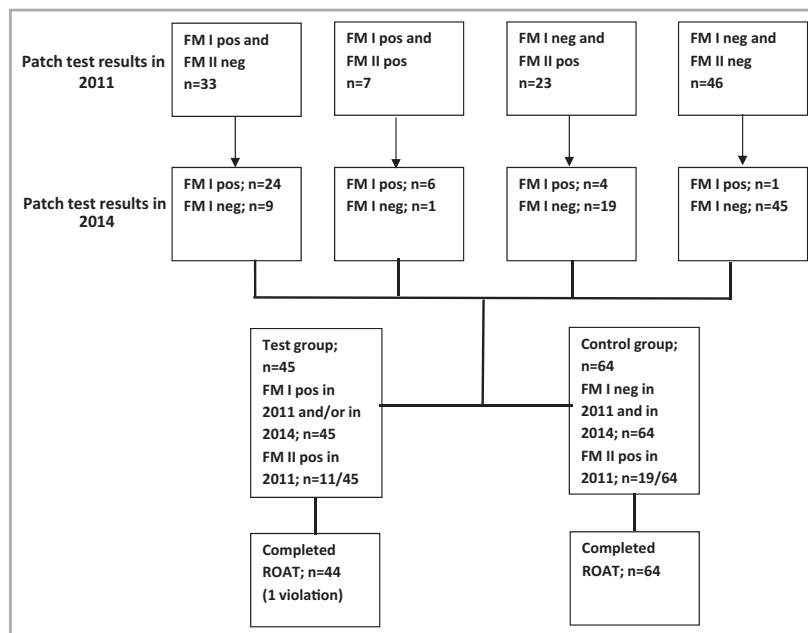 Patch test results in
2011
FM I pos and
FM II neg
n=33
FM I pos and
FM II pos
n=7
FM I neg and
FM II pos
n=23
FM I neg and
FM II neg
n=46
Patch test results in
2014
FM I pos; n=24
FM I neg; n=9
FM I pos; n=6
FM I neg; n=1
FM I pos; n=4
FM I neg; n=19
FM I pos; n=1
FM I neg; n=45
Test group;
n=45
FM I pos in
2011 and/or in
2014; n=45
FM II pos in
2011; n=11/45
Control group;
n=64
FM I neg in
2011 and in
2014; n=64
FM II pos in
2011; n=19/64
Completed
ROAT; n=44
(1 violation)
Completed
ROAT; n=64